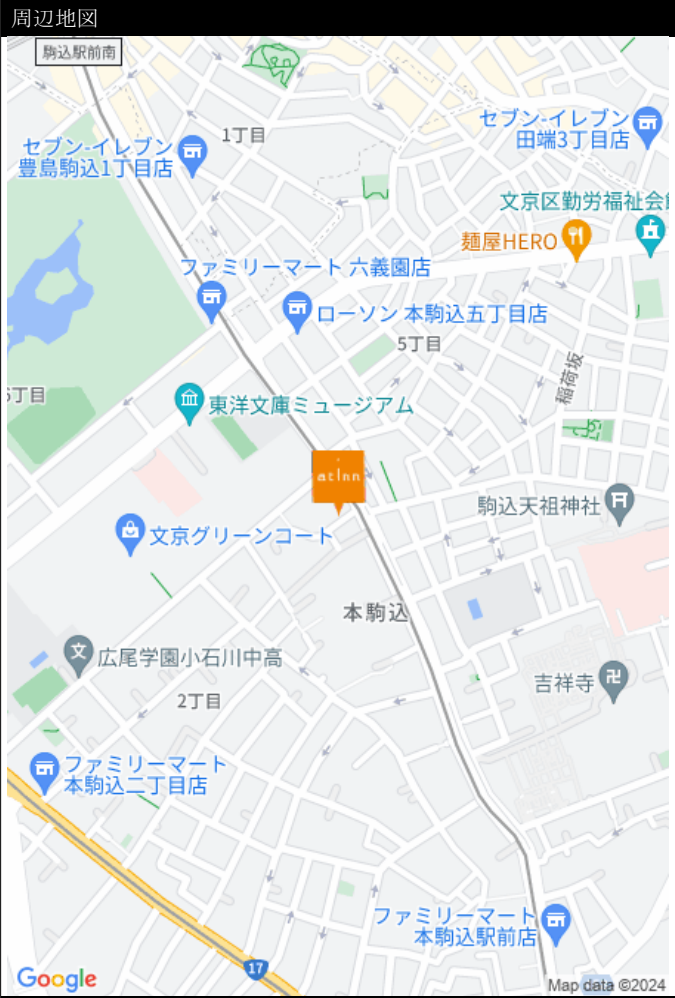 周辺地図
駒込駅前南
セブン-イレブン
田端3丁目店
1丁目
セブン-イレブン
豊島駒込1丁目店
文京区勤労福祉会館
麺屋HERO
ファミリーマート 六義園店
ローソン 本駒込五丁目店
5丁目
稲荷坂
6丁目
東洋文庫ミュージアム
at inn
駒込天祖神社
文京グリーンコート
本駒込
広尾学園小石川中高
吉祥寺
2丁目
ファミリーマート
本駒込二丁目店
ファミリーマート
本駒込駅前店
17
Google
Map data ©2024